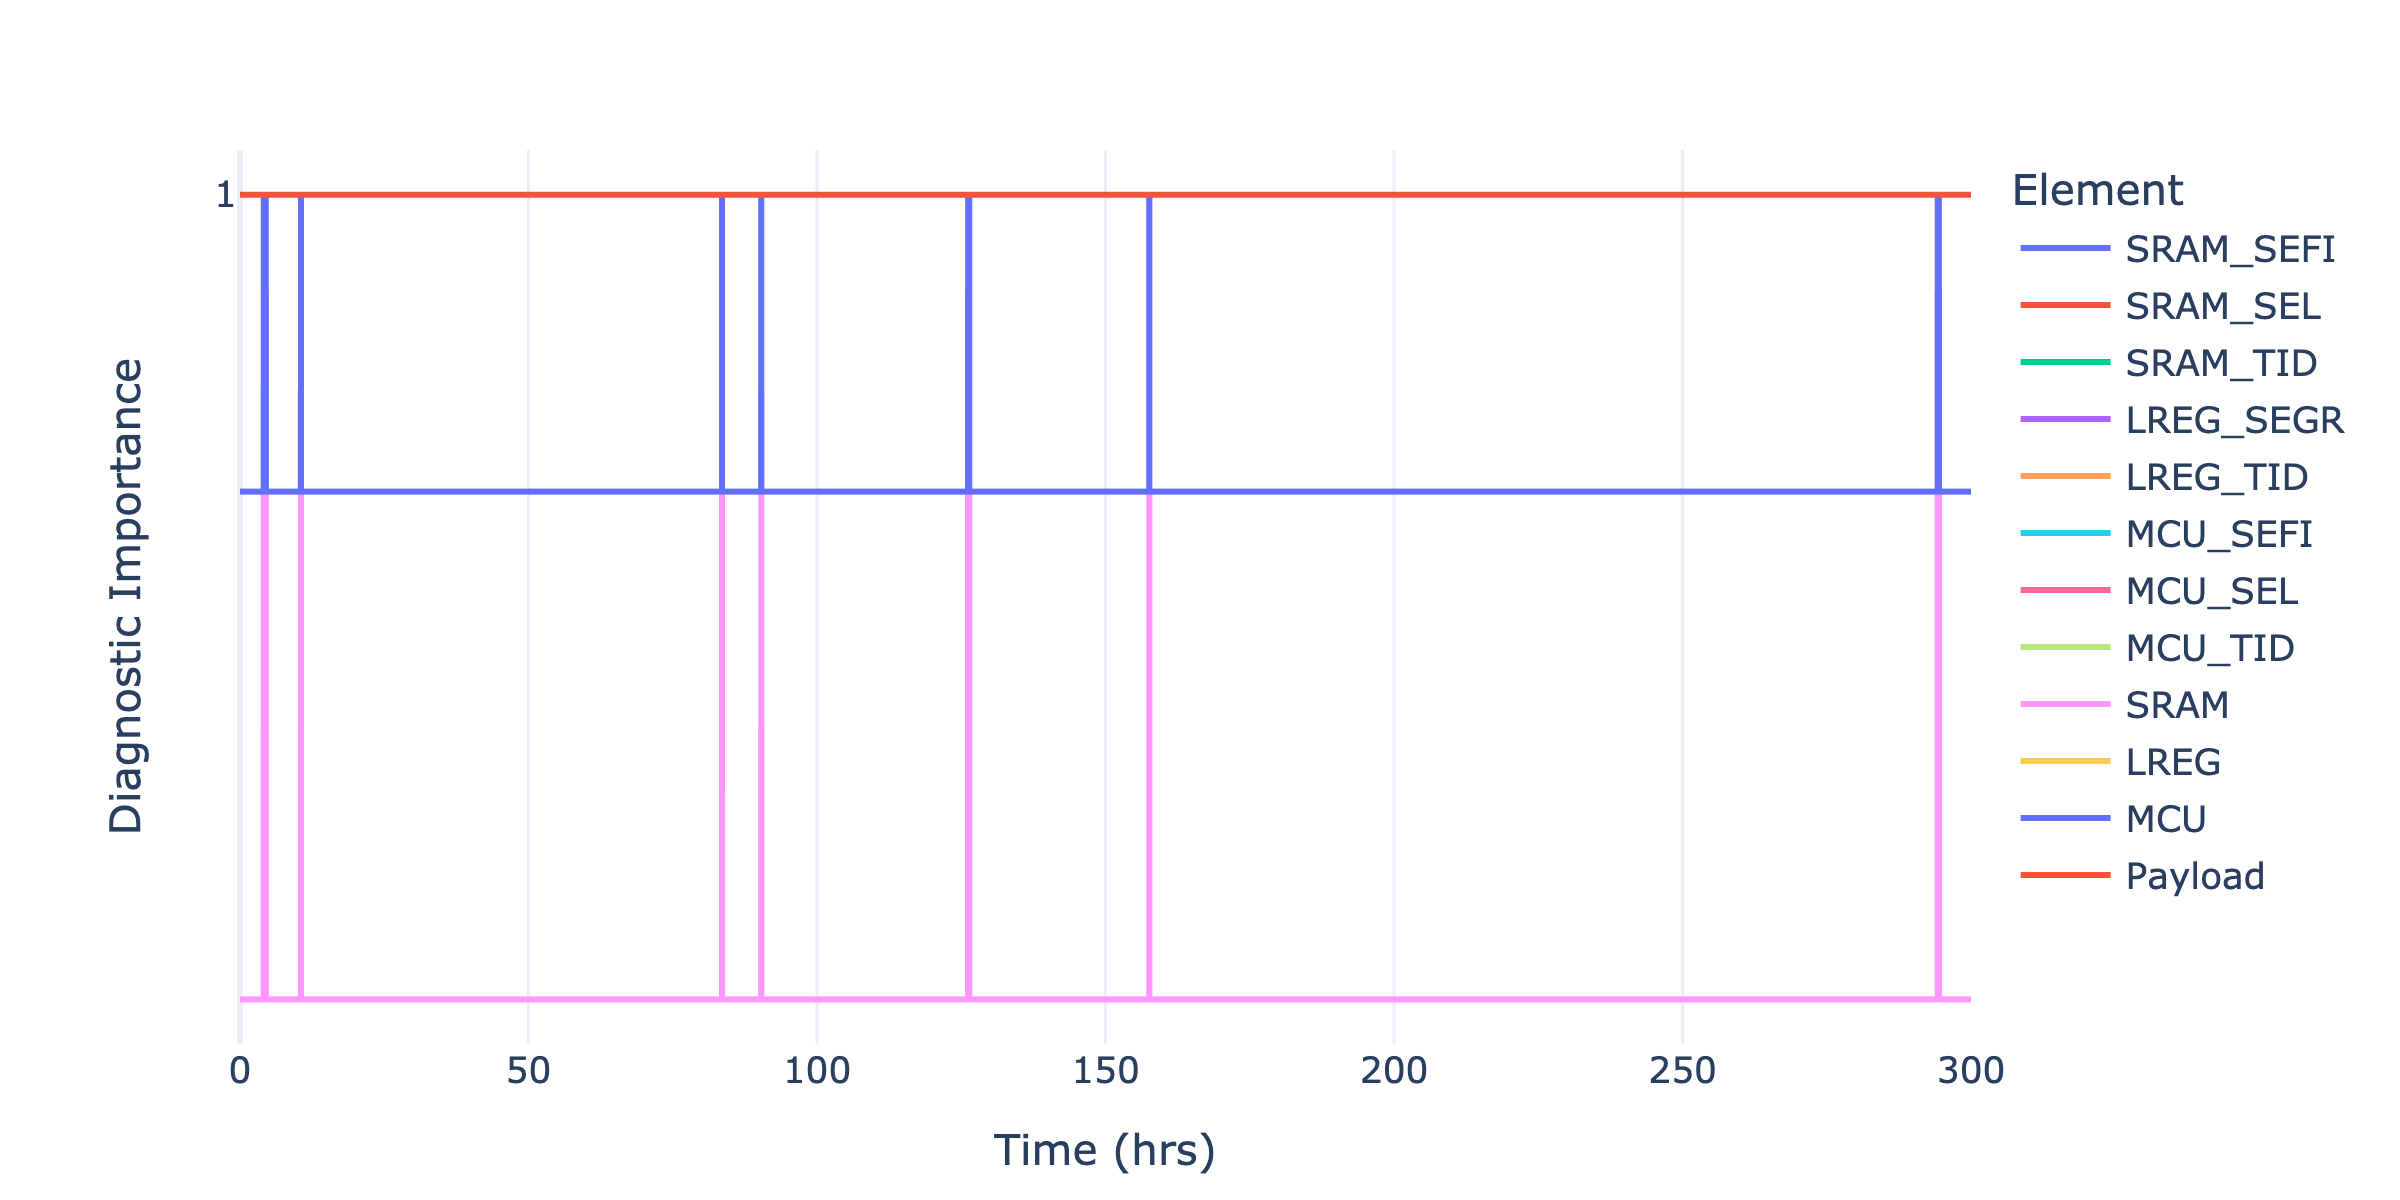 Diagnostic Importance
1
0
50
100
150
200
250
300
Time (hrs)
Element
SRAM_SEFI
SRAM_SEL
SRAM_TID
LREG_SEGR
LREG_TID
MCU_SEFI
MCU_SEL
MCU_TID
SRAM
LREG
MCU
Payload